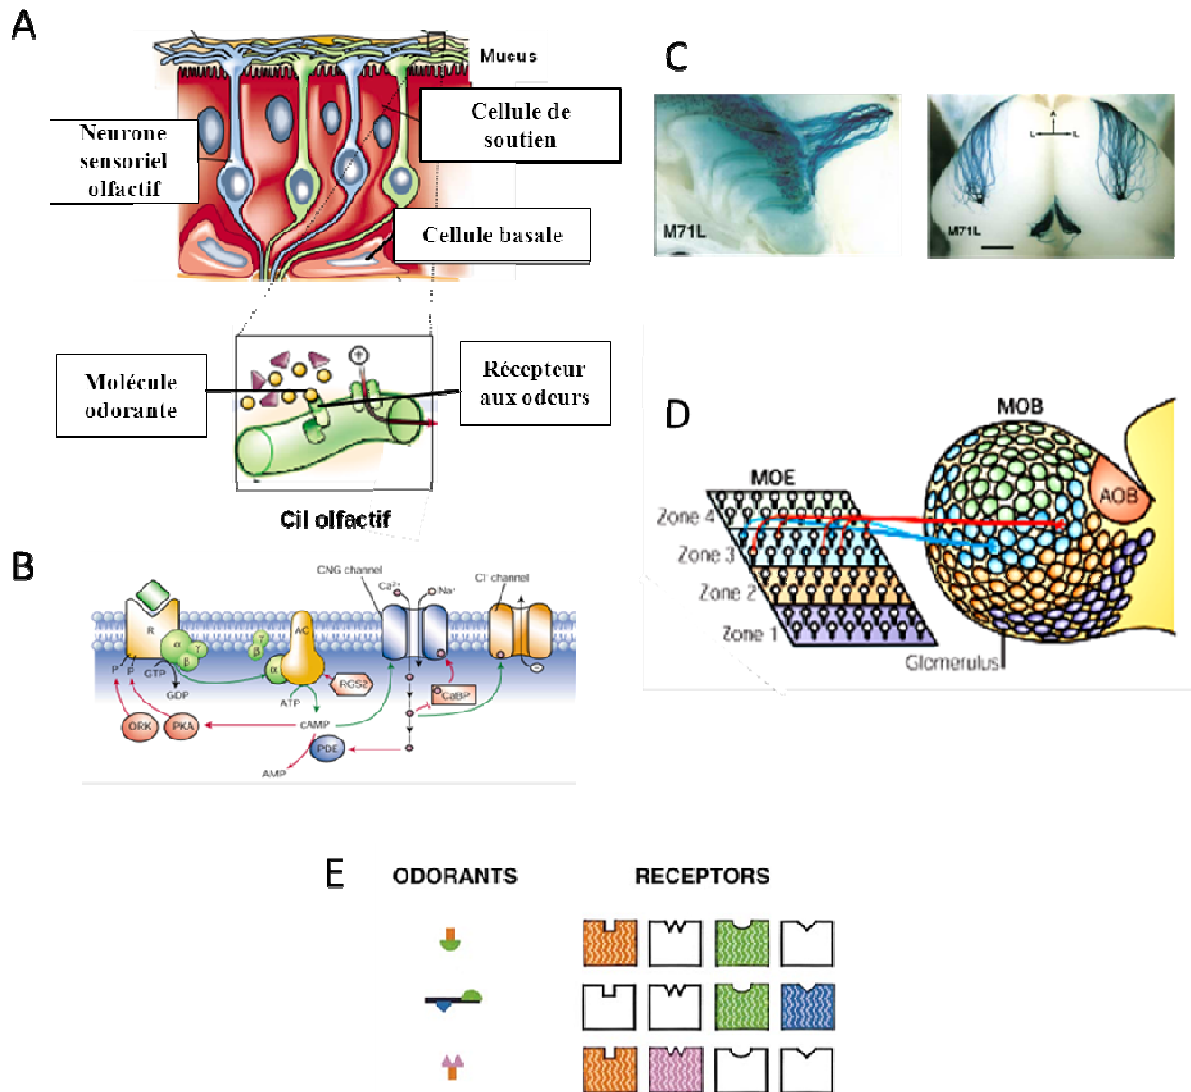 A
Mucus
Neurone
sensoriel
olfactif
Cellule de
soutien
Cellule basale
Molécule
odorante
Récepteur
aux odeurs
Cil olfactif
B
CNG channel
Cl⁻ channel
Ca²⁺
Na⁺
R
α
β
γ
γ
β
α
AC
P
P
GTP
GDP
RGS2
ATP
CaBP
ORK
PKA
cAMP
PDE
AMP
C
M71L
A
L
L
M71L
D
MOB
MOE
AOB
Zone 4
Zone 3
Zone 2
Zone 1
Glomerulus
E
ODORANTS
RECEPTORS